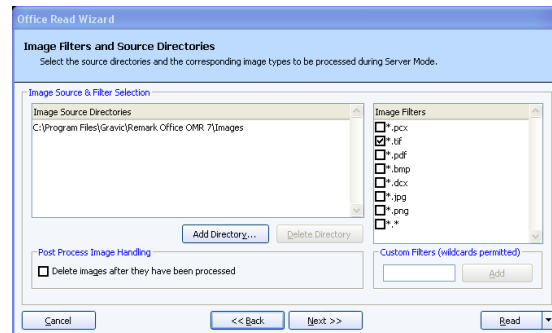 Office Read Wizard
Image Filters and Source Directories
Select the source directories and the corresponding image types to be processed during Server Mode.
Image Source & Filter Selection
Image Source Directories
C:\Program Files\Gravic\Remark Office OMR 7\Images
Image Filters
*.pcx
*.tif
*.pdf
*.bmp
*.dcx
*.jpg
*.png
*.*
Add Directory...
Delete Directory
Post Process Image Handling
Delete images after they have been processed
Custom Filters (wildcards permitted)
Add
Cancel
<< Back
Next >>
Read